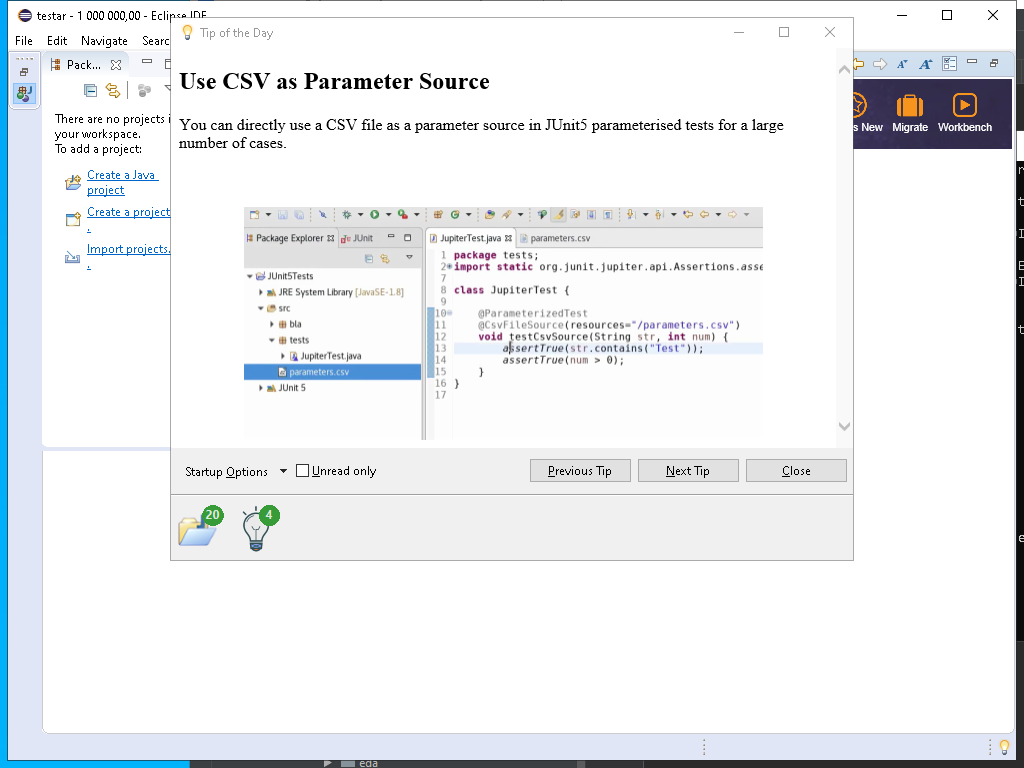 testar - 1 000 000,00 - Eclipse IDE
File Edit Navigate Searc
Tip of the Day
Pack...
There are no projects i
your workspace.
To add a project:
Create a Java
project
Create a project
.
Import projects.
.
Use CSV as Parameter Source
You can directly use a CSV file as a parameter source in JUnit5 parameterised tests for a large
number of cases.
Package Explorer JUnit
JUnit5Tests
JRE System Library [JavaSE-1.8]
src
bla
tests
JupiterTest.java
parameters.csv
JUnit 5
JupiterTest.java parameters.csv
1 package tests;
2 import static org.junit.jupiter.api.Assertions.asse
7
8 class JupiterTest {
9
10 @ParameterizedTest
11 @CsvFileSource(resources="/parameters.csv")
12 void testCsvSource(String str, int num) {
13 assertTrue(str.contains("Test"));
14 assertTrue(num > 0);
15 }
16 }
17
s New Migrate Workbench
Startup Options Unread only Previous Tip Next Tip Close
20 4
eda